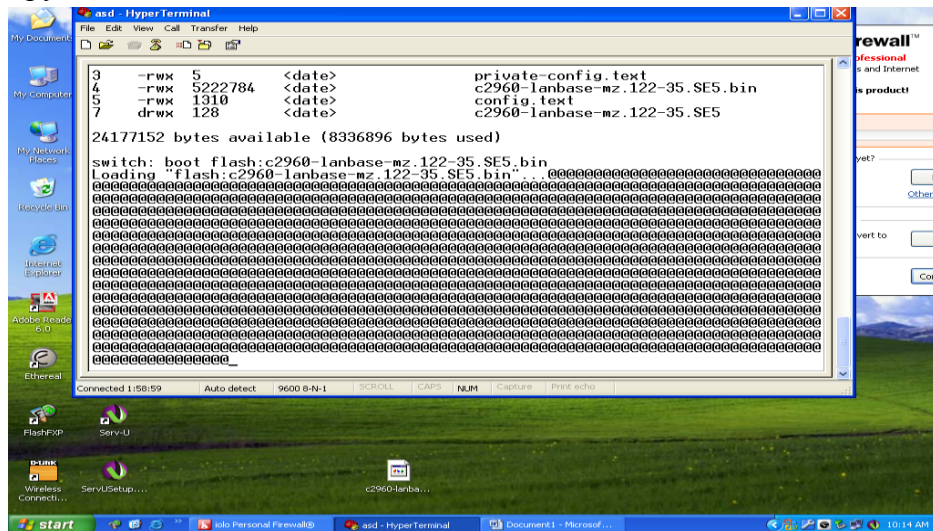 asd - HyperTerminal
File Edit View Call Transfer Help
3 -rwx 5 <date> private-config.text
4 -rwx 5222784 <date> c2960-lanbase-mz.122-35.SE5.bin
5 -rwx 1310 <date> config.text
7 drwx 128 <date> c2960-lanbase-mz.122-35.SE5
24177152 bytes available (8336896 bytes used)
switch: boot flash:c2960-lanbase-mz.122-35.SE5.bin
Loading "flash:c2960-lanbase-mz.122-35.SE5.bin"...@@@@@@@@@@@@@@@@@@@@@@@@@@@@@@
@@@@@@@@@@@@@@@@@@@@@@@@@@@@@@@@@@@@@@@@@@@@@@@@@@@@@@@@@@@@@@@@@@@@@@@@@@@@@@@@
@@@@@@@@@@@@@@@@@@@@@@@@@@@@@@@@@@@@@@@@@@@@@@@@@@@@@@@@@@@@@@@@@@@@@@@@@@@@@@@@
@@@@@@@@@@@@@@@@@@@@@@@@@@@@@@@@@@@@@@@@@@@@@@@@@@@@@@@@@@@@@@@@@@@@@@@@@@@@@@@@
@@@@@@@@@@@@@@@@@@@@@@@@@@@@@@@@@@@@@@@@@@@@@@@@@@@@@@@@@@@@@@@@@@@@@@@@@@@@@@@@
@@@@@@@@@@@@@@@@@@@@@@@@@@@@@@@@@@@@@@@@@@@@@@@@@@@@@@@@@@@@@@@@@@@@@@@@@@@@@@@@
@@@@@@@@@@@@@@@@@@@@@@@@@@@@@@@@@@@@@@@@@@@@@@@@@@@@@@@@@@@@@@@@@@@@@@@@@@@@@@@@
@@@@@@@@@@@@@@@@@@@@@@@@@@@@@@@@@@@@@@@@@@@@@@@@@@@@@@@@@@@@@@@@@@@@@@@@@@@@@@@@
@@@@@@@@@@@@@@@@@@@@@@@@@@@@@@@@@@@@@@@@@@@@@@@@@@@@@@@@@@@@@@@@@@@@@@@@@@@@@@@@
@@@@@@@@@@@@@@@@@@@@@@@@@@@@@@@@@@@@@@@@@@@@@@@@@@@@@@@@@@@@@@@@@@@@@@@@@@@@@@@@
@@@@@@@@@@@@@@@@@@@@@@@@@@@@@@@@@@@@@@@@@@@@@@@@@@@@@@@@@@@@@@@@@@@@@@@@@@@@@@@@
@@@@@@@@@@@@@@@@@@@@@@@@@@@@@@@@@@@@@@@@@@@@@@@@@@@@@@@@@@@@@@@@@@@@@@@@@@@@@@@@
@@@@@@@@@@@@@@@@@@@@@@@@@@@@@@@@@@@@@@@@@@@@@@@@@@@@@@@@@@@@@@@@@@@@@@@@@@@@@@@@
@@@@@@@@@@@@@@@@@@@@@@@@@@@@@@@@@@@@@@@@@@@@@@@@@@@@@@@@@@@@@@@@@@@@@@@@@@@@@@@@
@@@@@@@@@@@@@@@@@@@@@@@@@@@@@@@@@@@@@@@@@@@@@@@@@@@@@@@@@@@@@@@@@@@@@@@@@@@@@@@@
@@@@@@@@@@@@@@@_
Connected 1:58:59 Auto detect 9600 8-N-1 SCROLL CAPS NUM Capture Print echo
My Documents
My Computer
My Network
Places
Recycle Bin
Internet
Explorer
Adobe Reade
6.0
Ethereal
FlashFXP
Serv-U
D-Link
Wireless
Connecti...
ServUSetup....
c2960-lanba...
rewall™
ofessional
s and Internet
is product!
yet?
Other
vert to
Co
start
iolo Personal Firewall®
asd - HyperTerminal
Document1 - Microsof...
10:14 AM